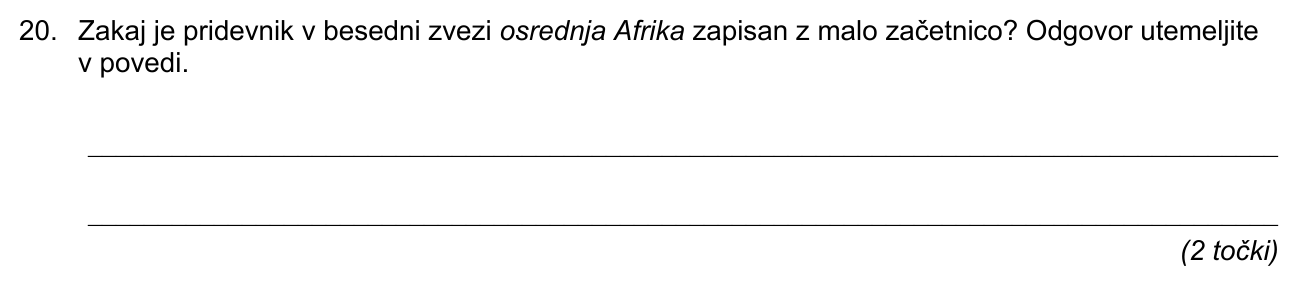 20. Zakaj je pridevnik v besedni zvezi osrednja Afrika zapisan z malo začetnico? Odgovor utemeljite
v povedi.
(2 točki)